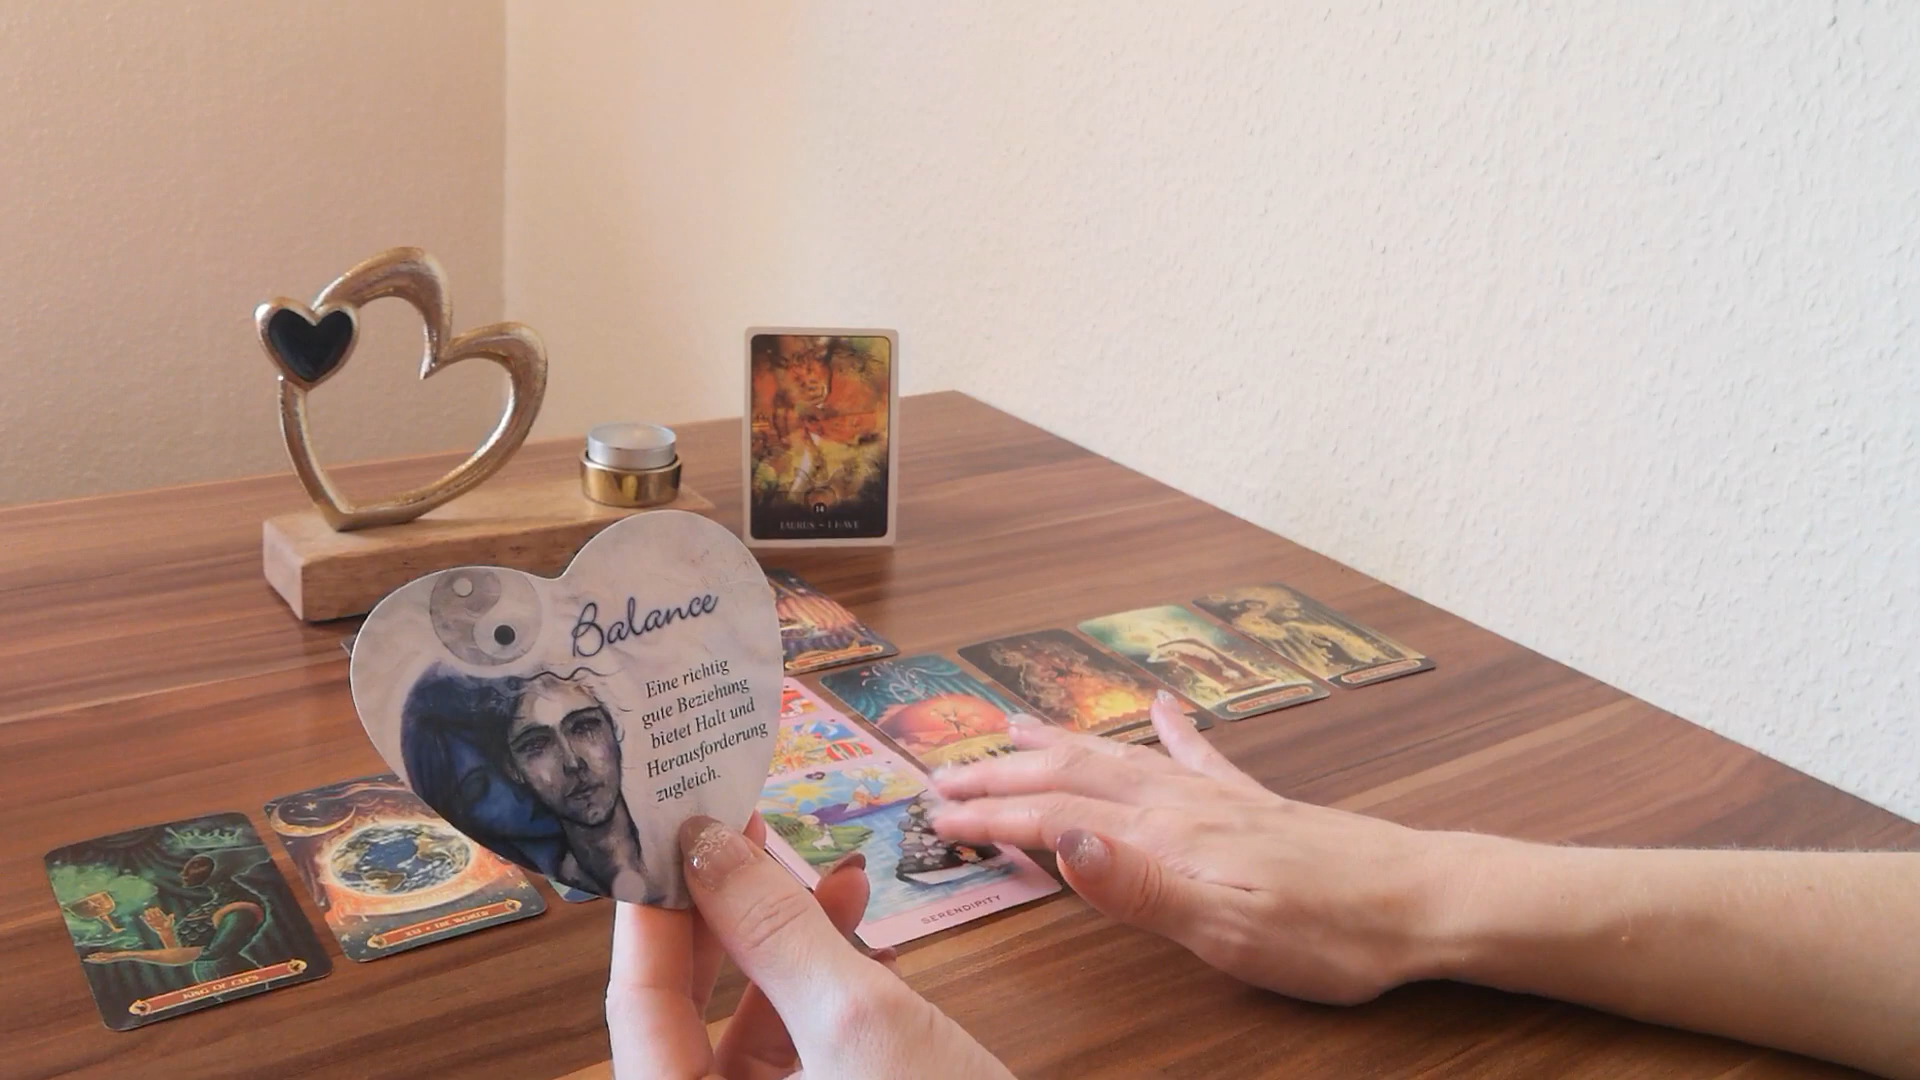 14
TAURUS – I HAVE
Balance
Eine richtig
gute Beziehung
bietet Halt und
Herausforderung
zugleich.
SERENDIPITY
XXI • THE WORLD
KING OF CUPS